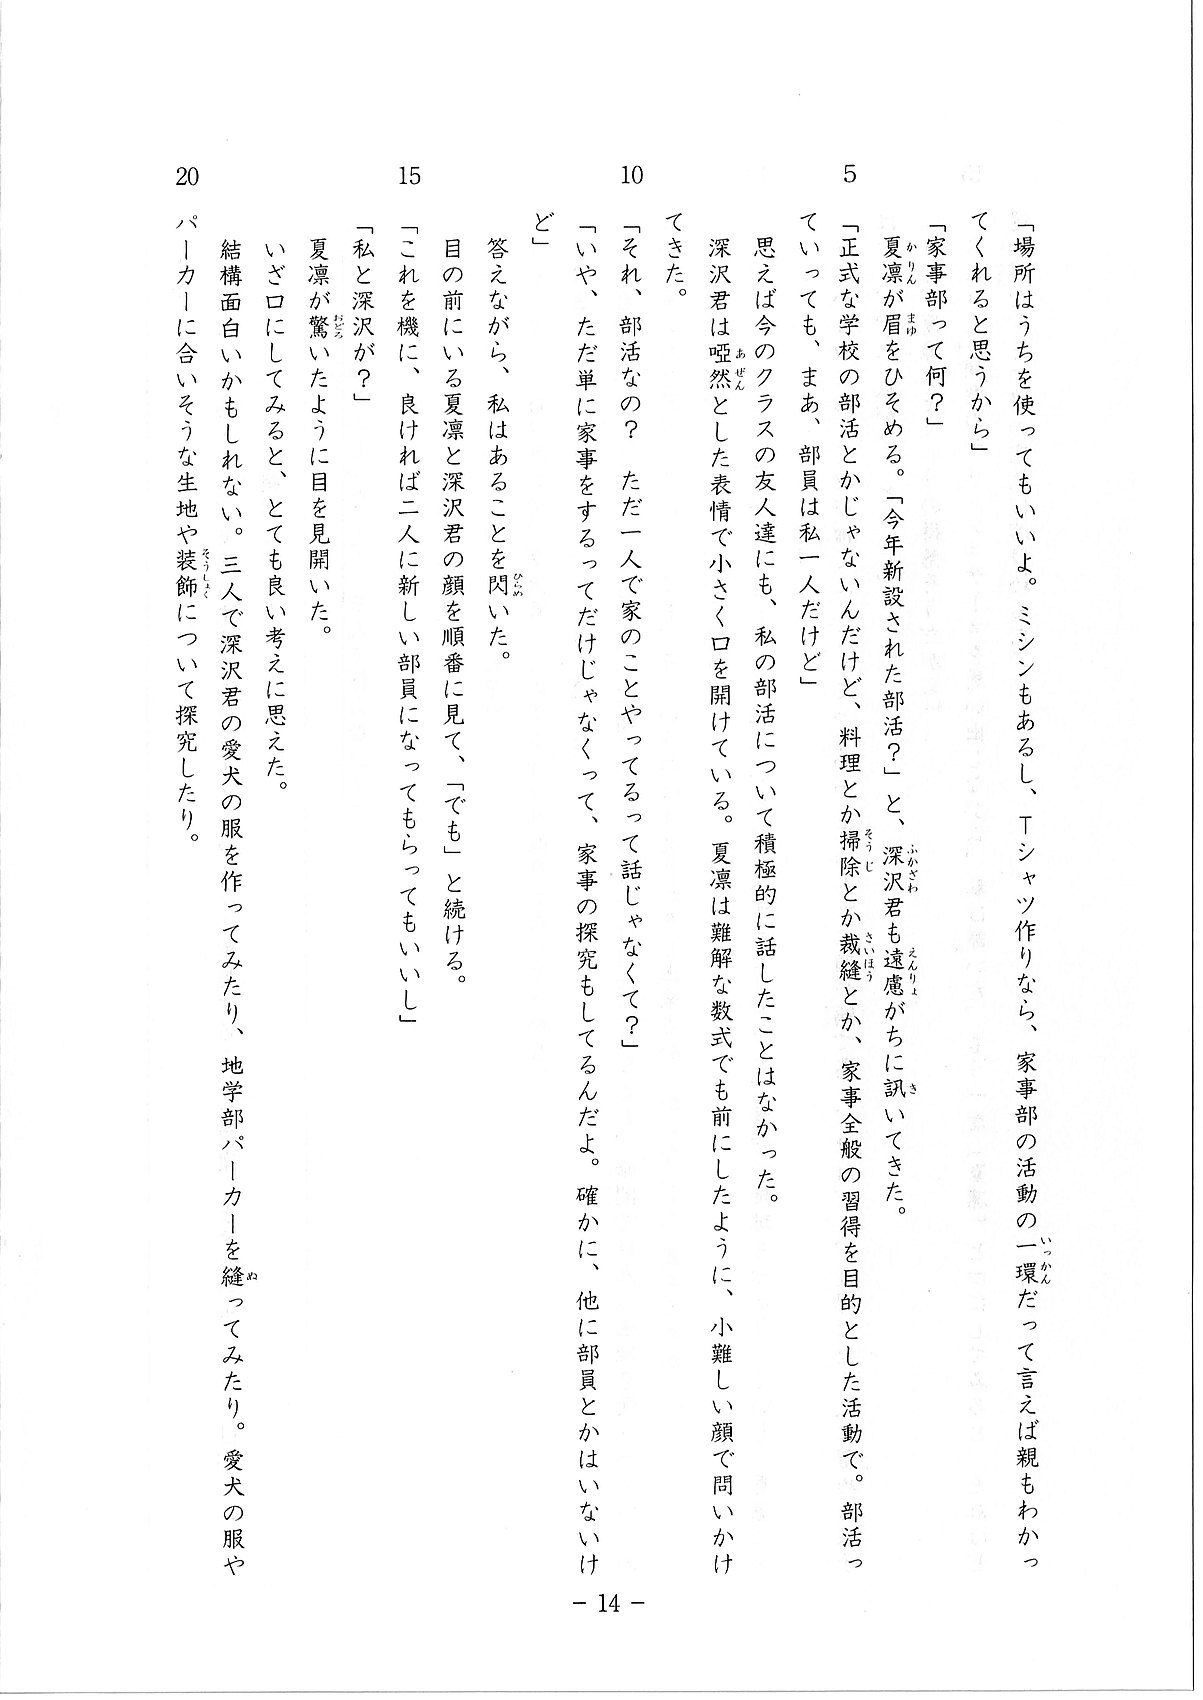 「場所はうちを使ってもいいよ。ミシンもあるし、Tシャツ作りなら、家事部の活動の一環だって言えば親もわかっ
てくれると思うから」
「家事部って何？」
夏凛が眉をひそめる。「今年新設された部活？」と、深沢君も遠慮がちに訊いてきた。
5「正式な学校の部活とかじゃないんだけど、料理とか掃除とか裁縫とか、家事全般の習得を目的とした活動で。部活っ
ていっても、まあ、部員は私一人だけど」
思えば今のクラスの友人達にも、私の部活について積極的に話したことはなかった。
深沢君は啞然とした表情で小さく口を開けている。夏凛は難解な数式でも前にしたように、小難しい顔で問いかけ
てきた。
10「それ、部活なの？　ただ一人で家のことやってるって話じゃなくて？」
「いや、ただ単に家事をするってだけじゃなくって、家事の探究もしてるんだよ。確かに、他に部員とかはいないけ
ど」
答えながら、私はあることを閃いた。
目の前にいる夏凛と深沢君の顔を順番に見て、「でも」と続ける。
15「これを機に、良ければ二人に新しい部員になってもらってもいいし」
「私と深沢が？」
夏凛が驚いたように目を見開いた。
いざ口にしてみると、とても良い考えに思えた。
結構面白いかもしれない。三人で深沢君の愛犬の服を作ってみたり、地学部パーカーを縫ってみたり。愛犬の服や
20パーカーに合いそうな生地や装飾について探究したり。
- 14 -